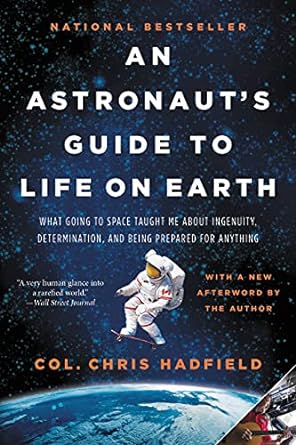 NATIONAL BESTSELLER
AN
ASTRONAUT'S
GUIDE TO
LIFE ON EARTH
WHAT GOING TO SPACE TAUGHT ME ABOUT INGENUITY,
DETERMINATION, AND BEING PREPARED FOR ANYTHING
"A very human glance into
a rarefied world."
—Wall Street Journal
WITH A NEW
AFTERWORD BY
THE AUTHOR
COL. CHRIS HADFIELD